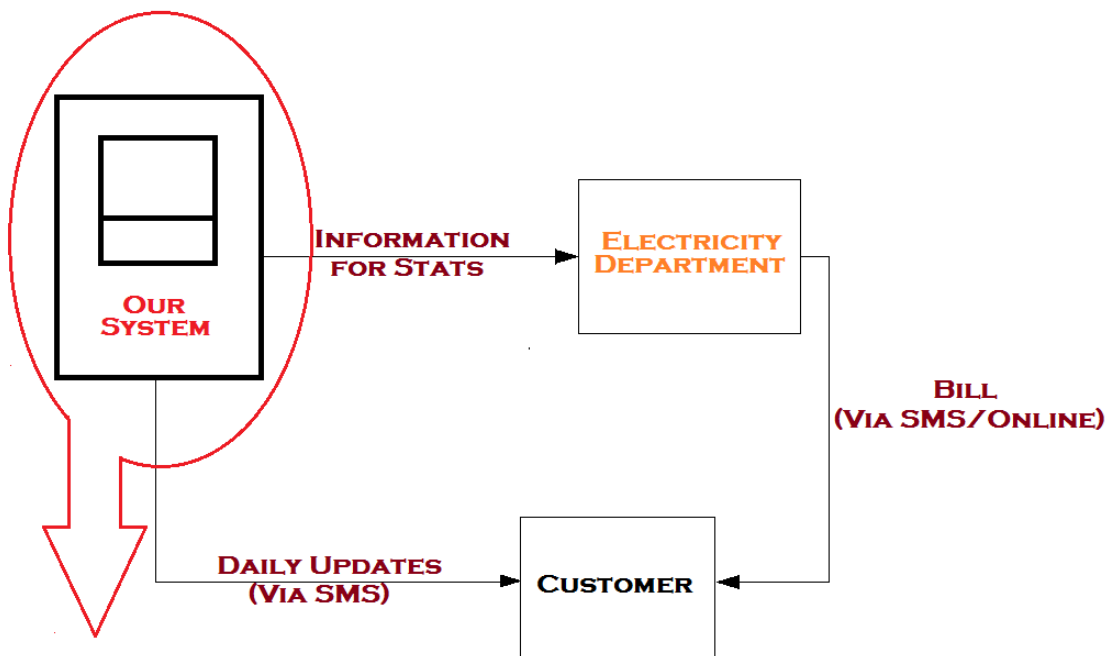 Information
for Stats
Electricity
Department
Our
System
Bill
(Via SMS/Online)
Daily Updates
(Via SMS)
Customer